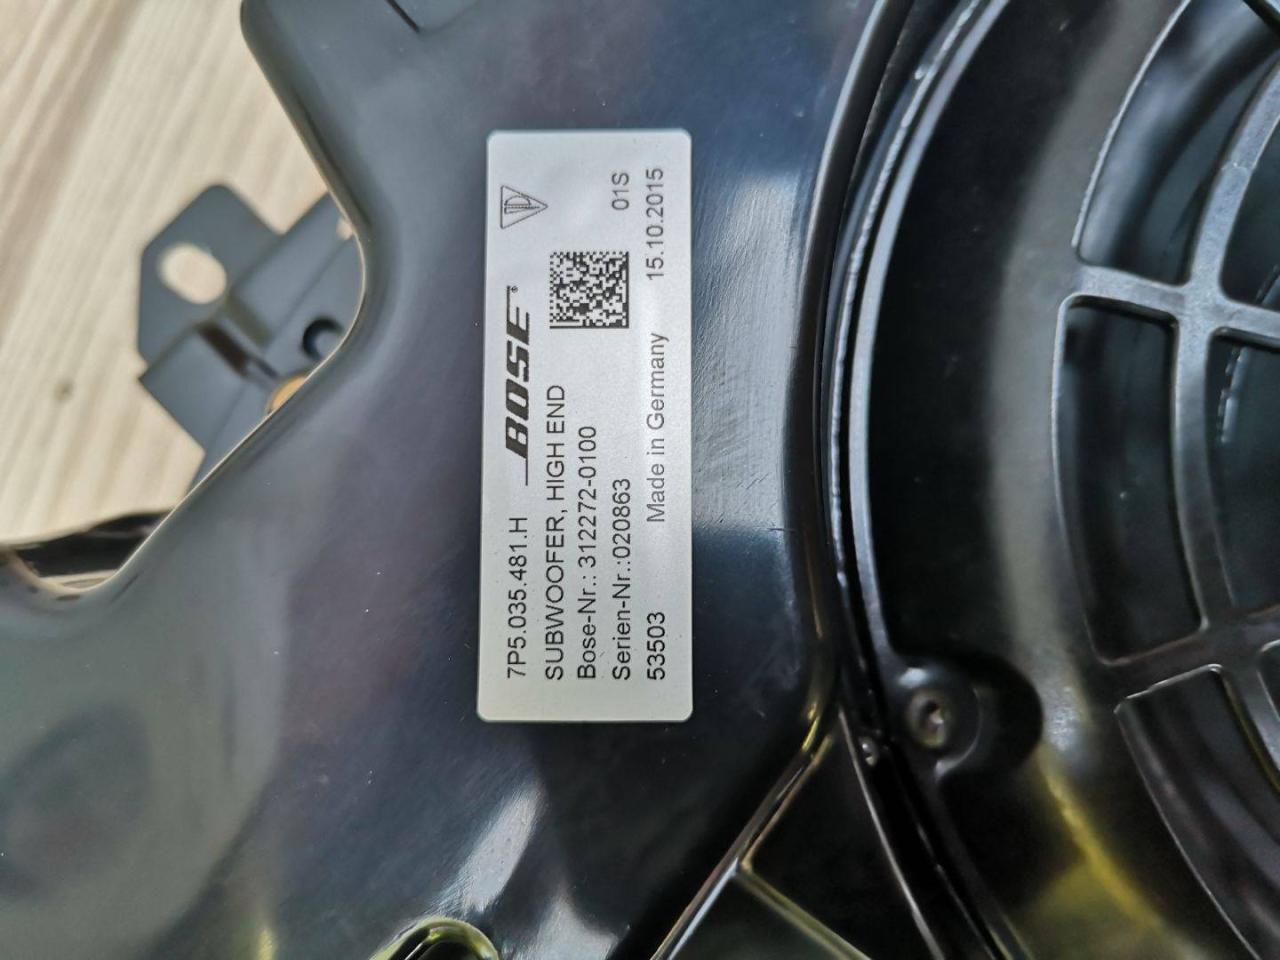 7P5.035.481.H BOSE®
SUBWOOFER, HIGH END
Bose-Nr.: 312272-0100
Serien-Nr.:020863 01S
53503 Made in Germany 15.10.2015